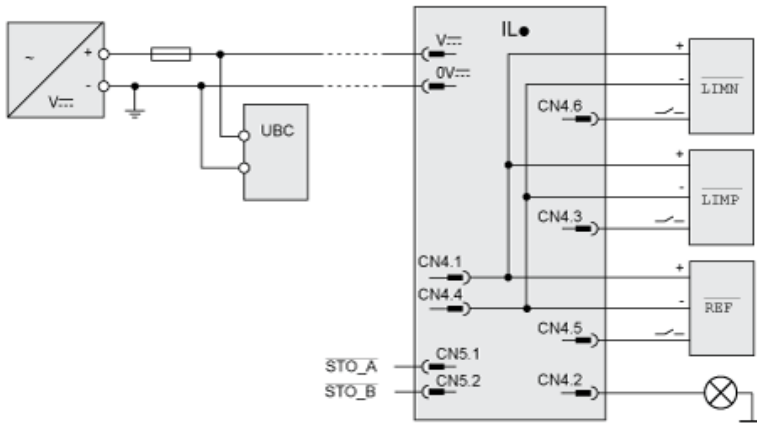 ~
+
-
V⎓
UBC
IL●
V⎓
0V⎓
CN4.6
+
-
LIMN
+
-
LIMP
CN4.3
CN4.1
CN4.4
+
-
REF
CN4.5
STO_A
CN5.1
STO_B
CN5.2
CN4.2